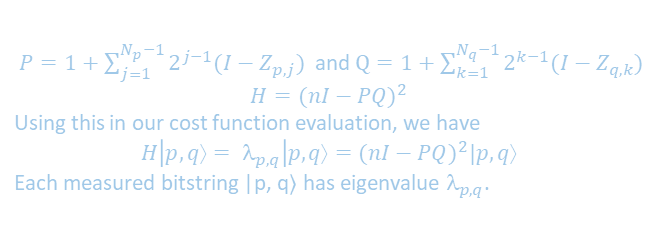 P = 1 + ∑_{j=1}^{N_p−1} 2^{j−1}(I − Z_{p,j}) and Q = 1 + ∑_{k=1}^{N_q−1} 2^{k−1}(I − Z_{q,k})
H = (nI − PQ)²
Using this in our cost function evaluation, we have
H|p, q⟩ = λ_{p,q}|p, q⟩ = (nI − PQ)²|p, q⟩
Each measured bitstring |p, q⟩ has eigenvalue λ_{p,q}.